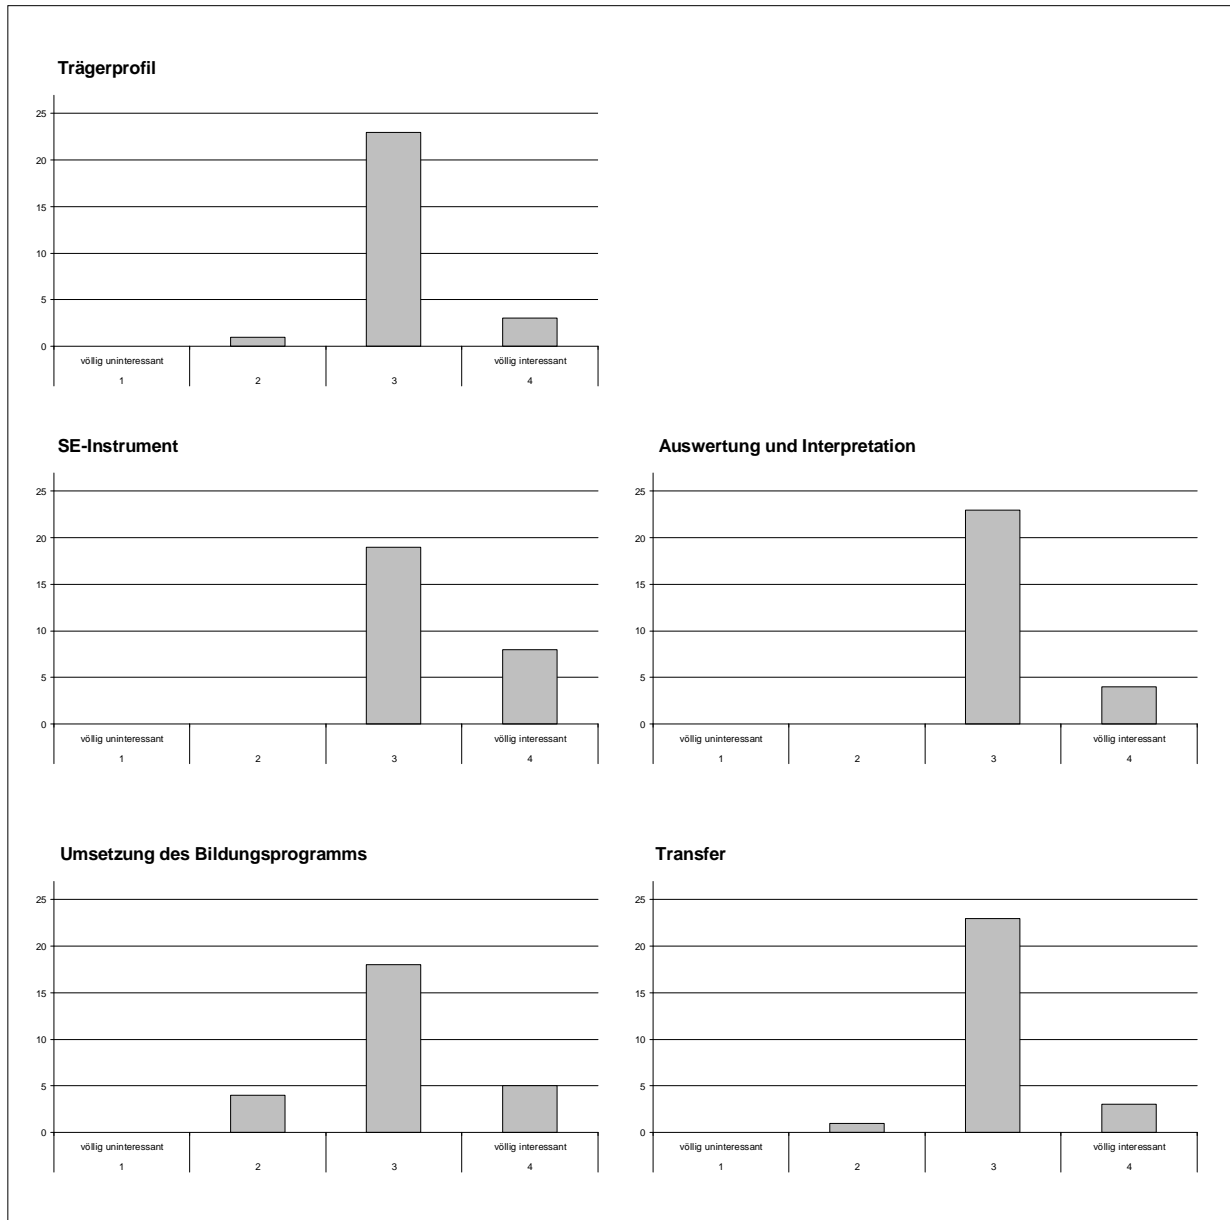 Trägerprofil
25
20
15
10
5
0
völlig uninteressant völlig interessant
1 2 3 4
SE-Instrument
25
20
15
10
5
0
völlig uninteressant völlig interessant
1 2 3 4
Auswertung und Interpretation
25
20
15
10
5
0
völlig uninteressant völlig interessant
1 2 3 4
Umsetzung des Bildungsprogramms
25
20
15
10
5
0
völlig uninteressant völlig interessant
1 2 3 4
Transfer
25
20
15
10
5
0
völlig uninteressant völlig interessant
1 2 3 4